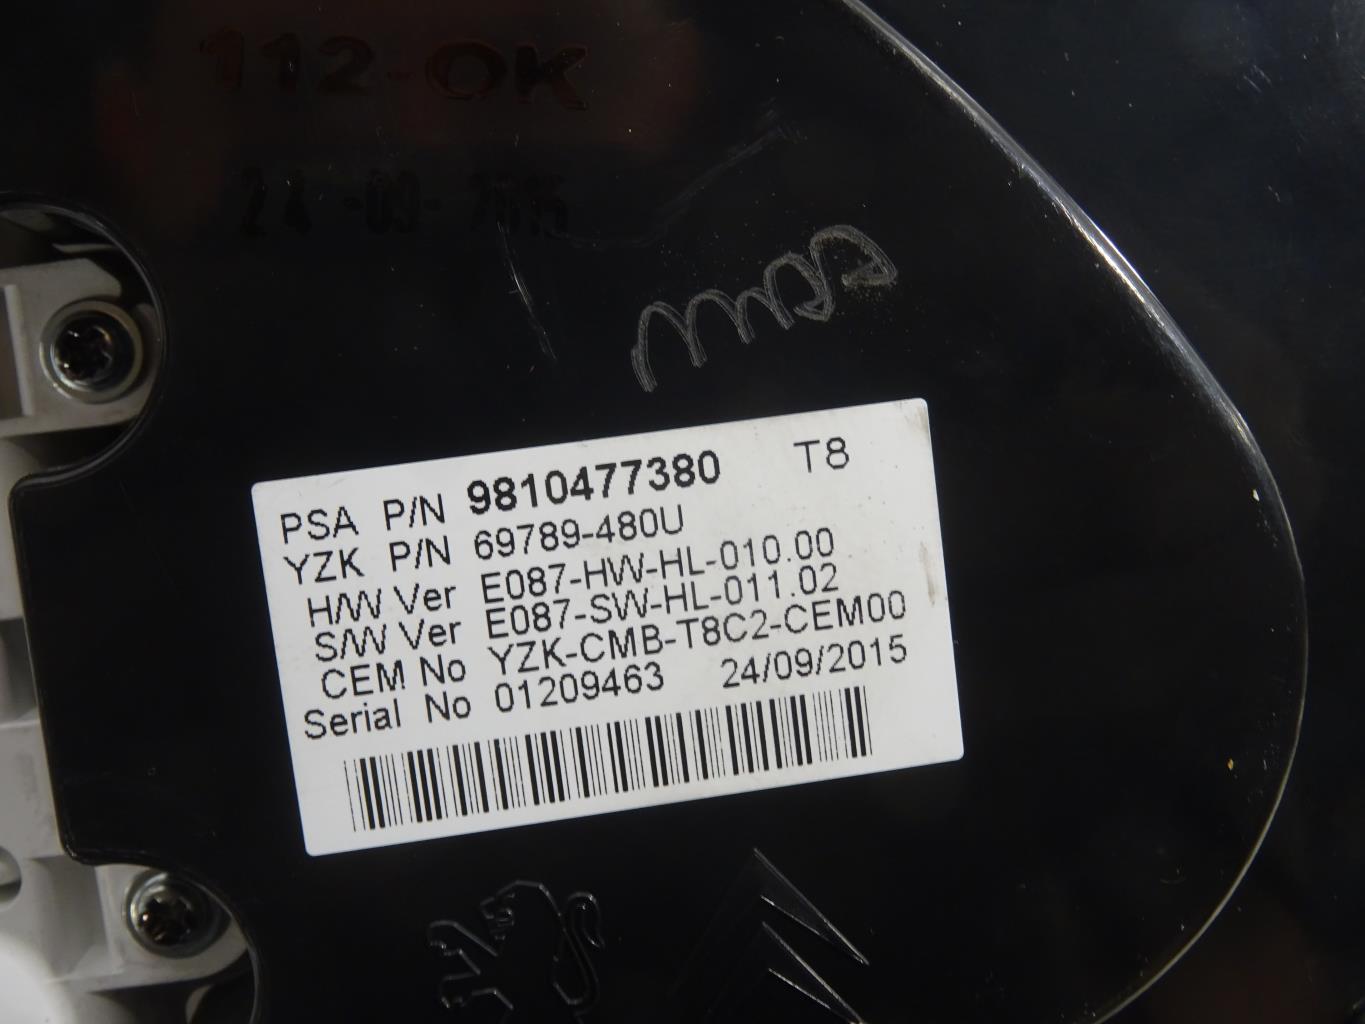 112-OK
24-09-2015
PSA P/N 9810477380 T8
YZK P/N 69789-480U
H/W Ver E087-HW-HL-010.00
S/W Ver E087-SW-HL-011.02
CEM No YZK-CMB-T8C2-CEM00
Serial No 01209463 24/09/2015